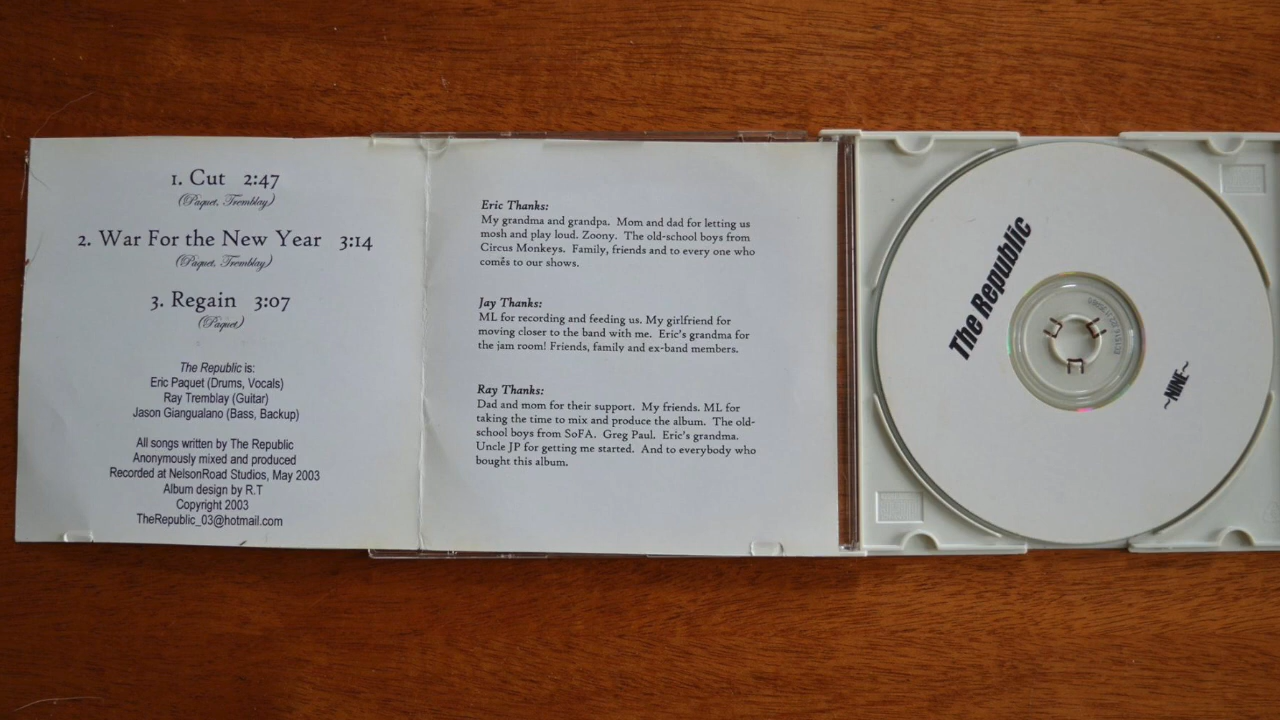 1. Cut 2:47
(Paquet, Tremblay)
2. War For the New Year 3:14
(Paquet, Tremblay)
3. Regain 3:07
(Paquet)
The Republic is:
Eric Paquet (Drums, Vocals)
Ray Tremblay (Guitar)
Jason Giangualano (Bass, Backup)
All songs written by The Republic
Anonymously mixed and produced
Recorded at NelsonRoad Studios, May 2003
Album design by R.T
Copyright 2003
TheRepublic_03@hotmail.com
Eric Thanks:
My grandma and grandpa. Mom and dad for letting us
mosh and play loud. Zoony. The old-school boys from
Circus Monkeys. Family, friends and to every one who
comes to our shows.
Jay Thanks:
ML for recording and feeding us. My girlfriend for
moving closer to the band with me. Eric's grandma for
the jam room! Friends, family and ex-band members.
Ray Thanks:
Dad and mom for their support. My friends. ML for
taking the time to mix and produce the album. The old-
school boys from SoFA. Greg Paul. Eric's grandma.
Uncle JP for getting me started. And to everybody who
bought this album.
The Republic
~NINE~